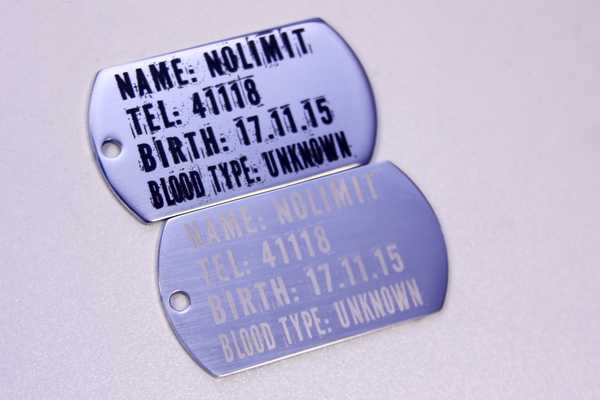 NAME: NOLIMIT
TEL: 41118
BIRTH: 17.11.15
BLOOD TYPE: UNKNOWN
NAME: NOLIMIT
TEL: 41118
BIRTH: 17.11.15
BLOOD TYPE: UNKNOWN